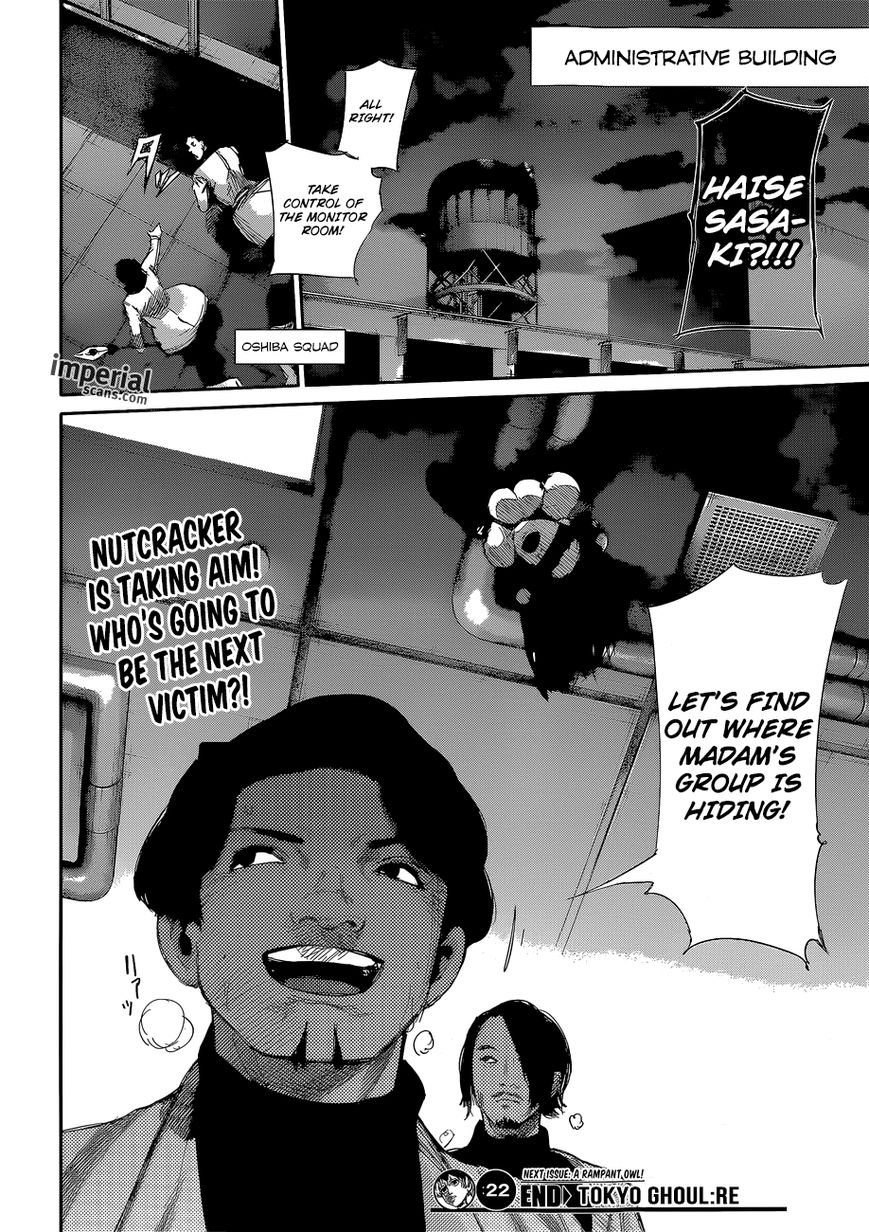 ADMINISTRATIVE BUILDING
HAISE
SASA-
KI?!!!
ALL
RIGHT!
TAKE
CONTROL
OF THE MONITOR
ROOM!
OSHIBA SQUAD
imperial
scans.com
NUTCRACKER
IS TAKING AIM!
WHO'S GOING TO
BE THE NEXT
VICTIM?!
LET'S FIND
OUT WHERE
MADAM'S
GROUP IS
HIDING!
リアッ
NEXT ISSUE: A RAMPANT OWL!
:22
END TOKYO GHOUL:RE